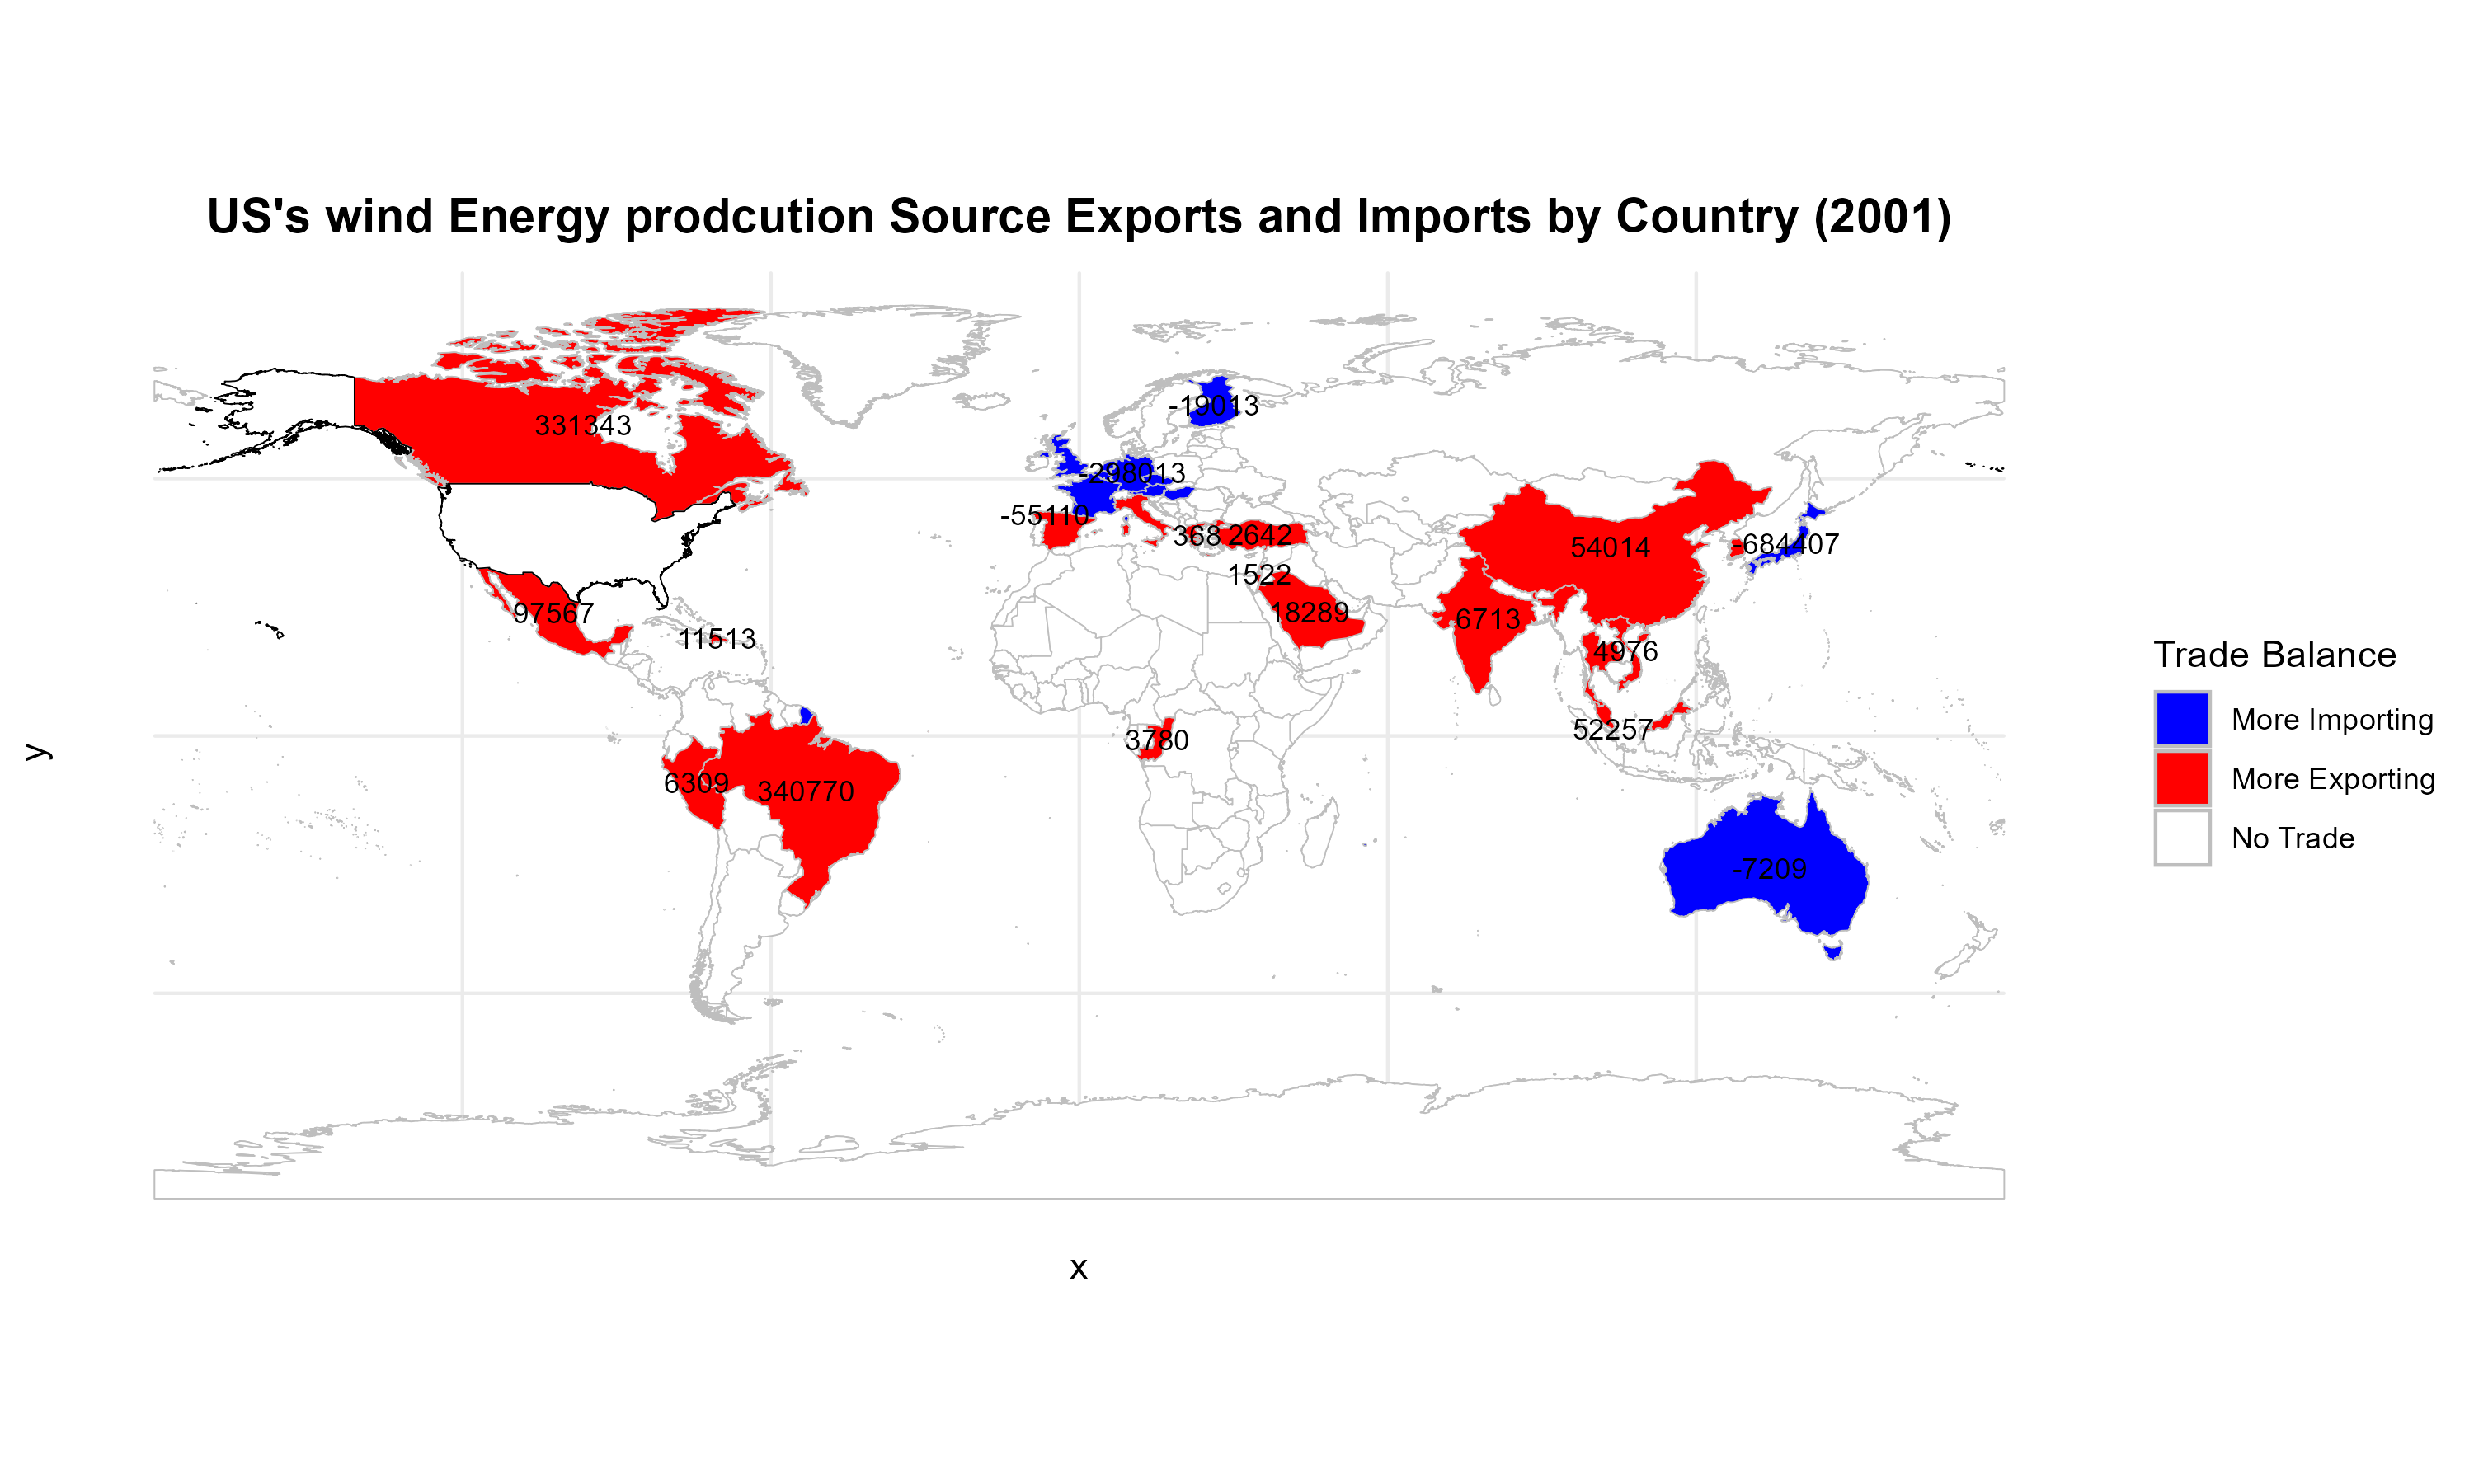 US's wind Energy prodcution Source Exports and Imports by Country (2001)
-19013
331343
-298013
-55110
368
2642
54014
-684407
1522
97567
18289
6713
11513
4976
52257
3780
6309
340770
-7209
y
x
Trade Balance
More Importing
More Exporting
No Trade